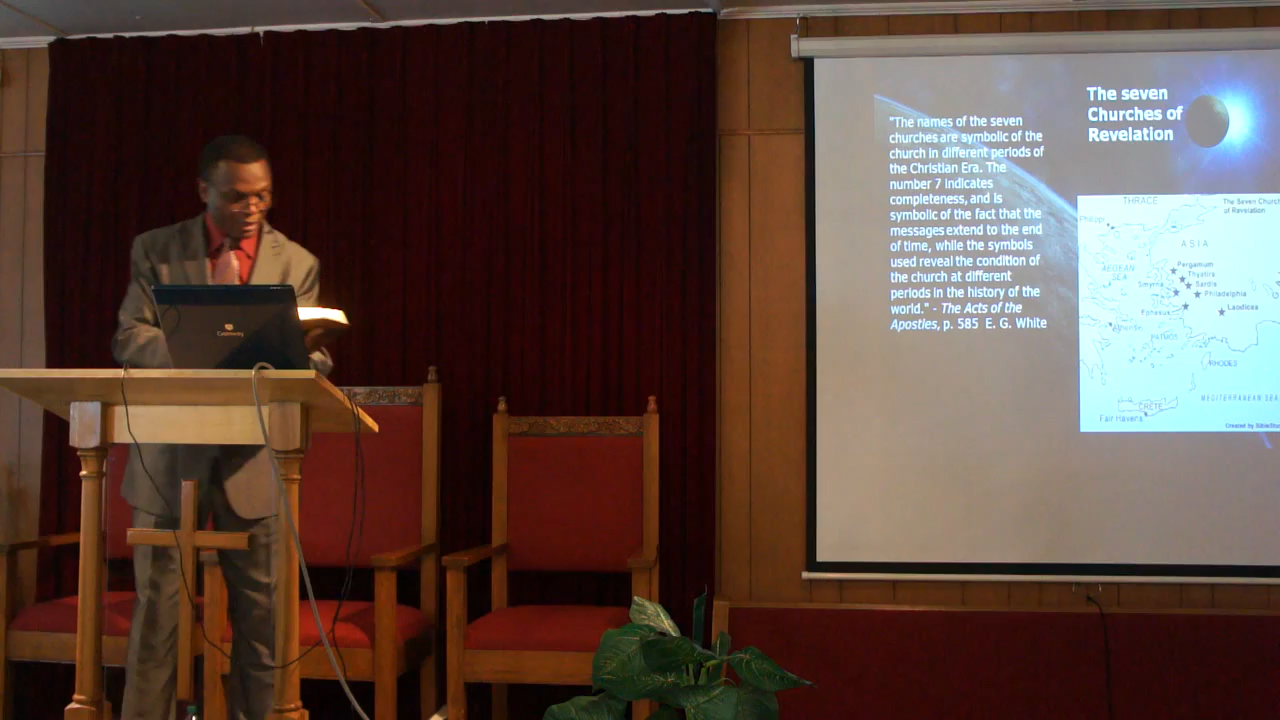 The seven
Churches of
Revelation
"The names of the seven
churches are symbolic of the
church in different periods of
the Christian Era. The
number 7 indicates
completeness, and is
symbolic of the fact that the
messages extend to the end
of time, while the symbols
used reveal the condition of
the church at different
periods in the history of the
world." - The Acts of the
Apostles, p. 585 E. G. White
THRACE
The Seven Church
of Revelation
Philippi
ASIA
AEGEAN
SEA
Pergamum
Thyatira
Smyrna
Sardis
Philadelphia
Laodicea
PATMOS
RHODES
MEDITERRANEAN SEA
CRETE
Fair Havens
Gateway